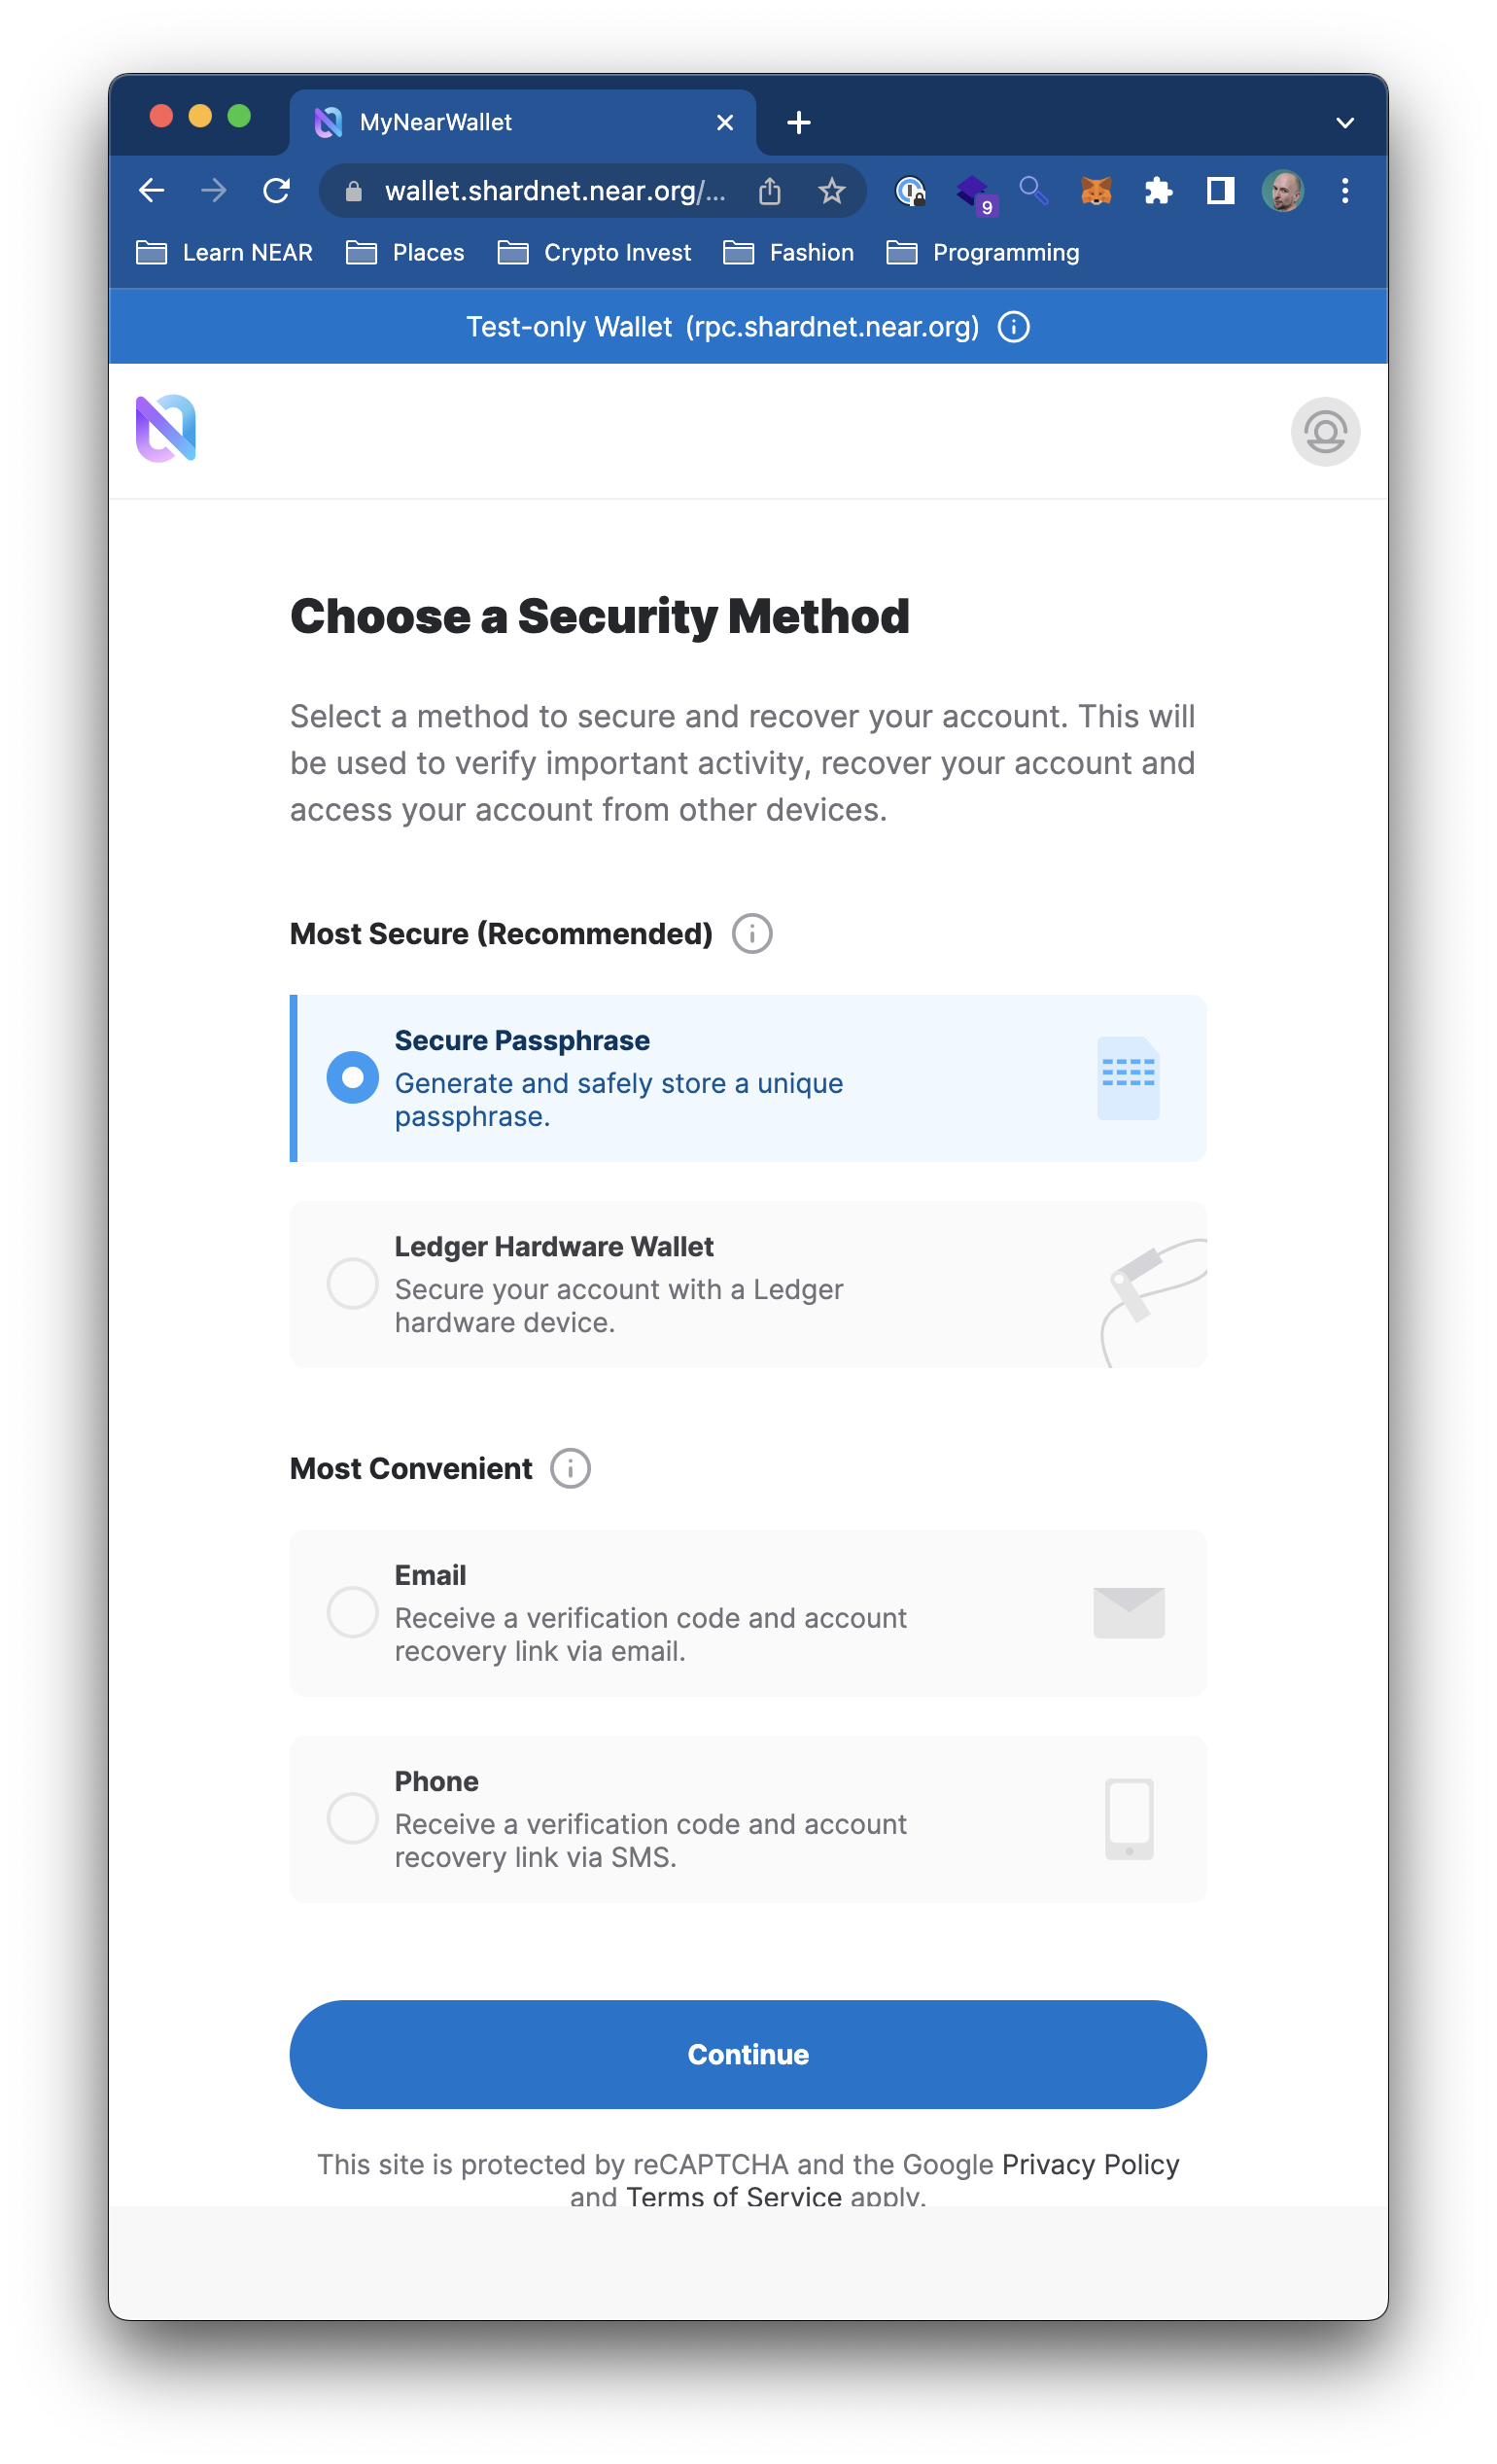 MyNearWallet
wallet.shardnet.near.org/...
9
Learn NEAR Places Crypto Invest Fashion Programming
Test-only Wallet (rpc.shardnet.near.org)
Choose a Security Method
Select a method to secure and recover your account. This will
be used to verify important activity, recover your account and
access your account from other devices.
Most Secure (Recommended)
Secure Passphrase
Generate and safely store a unique
passphrase.
Ledger Hardware Wallet
Secure your account with a Ledger
hardware device.
Most Convenient
Email
Receive a verification code and account
recovery link via email.
Phone
Receive a verification code and account
recovery link via SMS.
Continue
This site is protected by reCAPTCHA and the Google Privacy Policy
and Terms of Service apply.